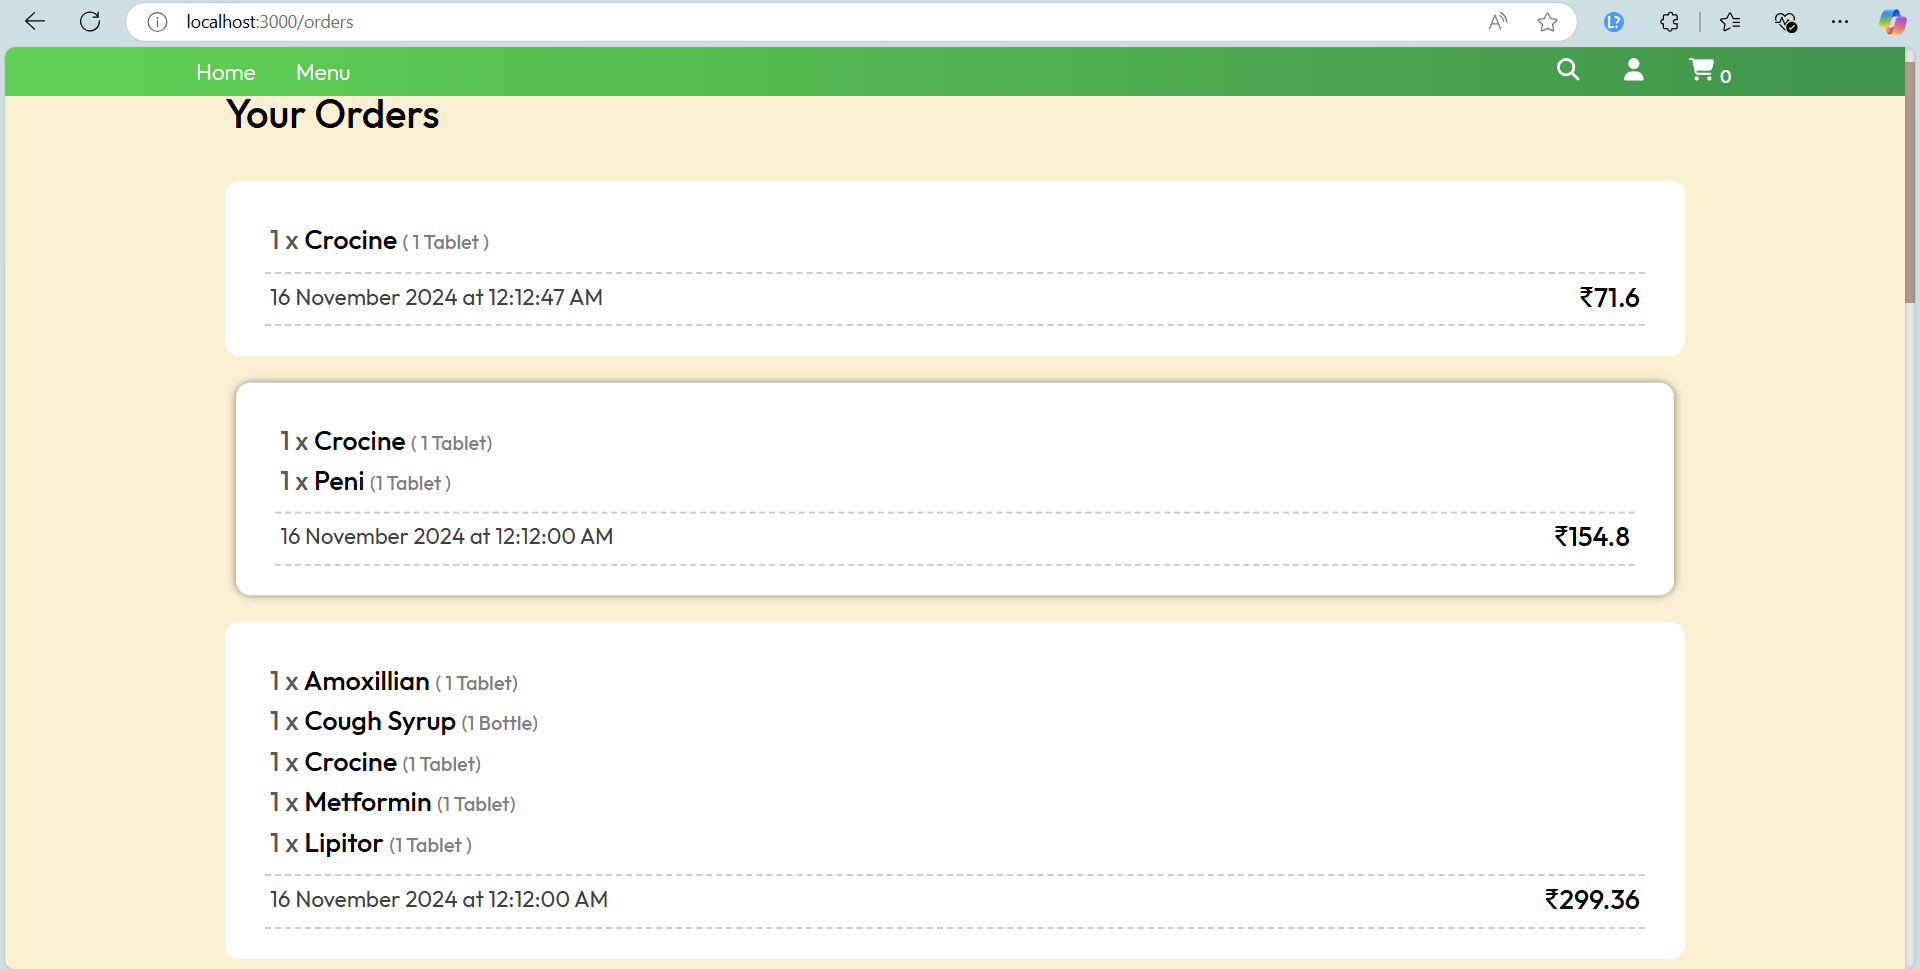 localhost:3000/orders
Home Menu 0
Your Orders
1 x Crocine ( 1 Tablet )
16 November 2024 at 12:12:47 AM ₹71.6
1 x Crocine ( 1 Tablet)
1 x Peni (1 Tablet )
16 November 2024 at 12:12:00 AM ₹154.8
1 x Amoxillian ( 1 Tablet)
1 x Cough Syrup (1 Bottle)
1 x Crocine (1 Tablet)
1 x Metformin (1 Tablet)
1 x Lipitor (1 Tablet )
16 November 2024 at 12:12:00 AM ₹299.36